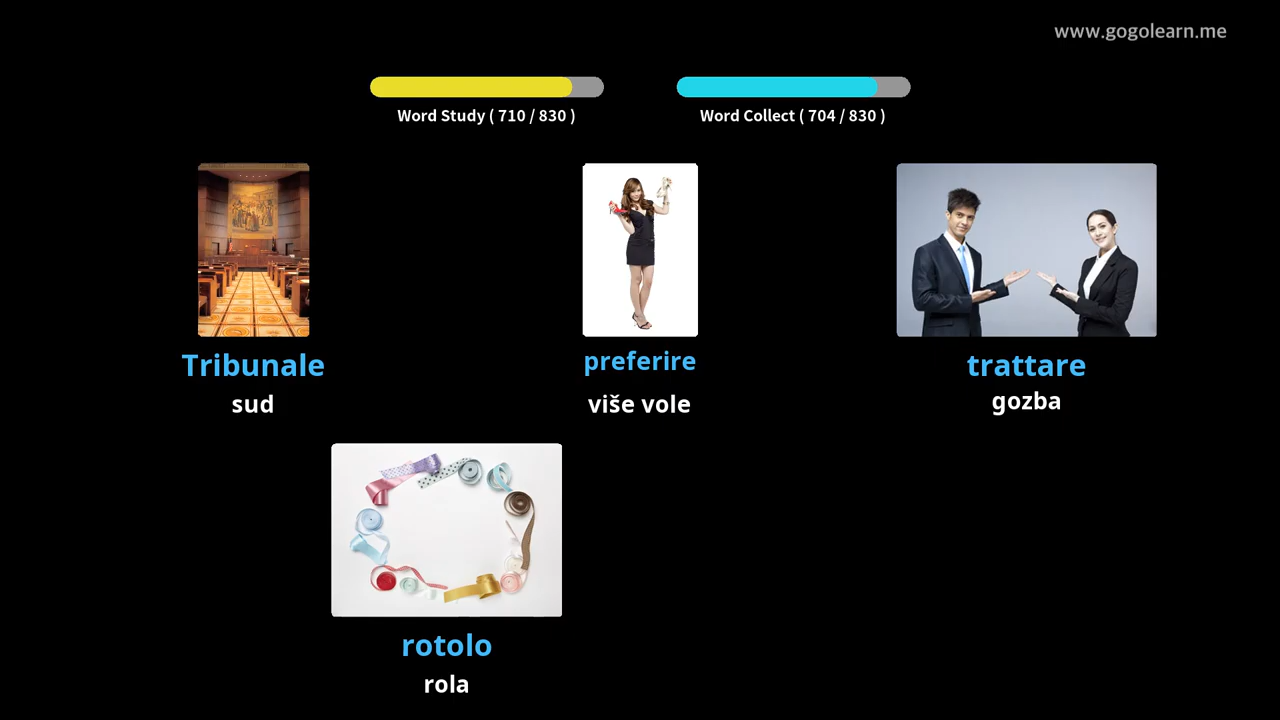 www.gogolearn.me
Word Study ( 710 / 830 )
Word Collect ( 704 / 830 )
Tribunale
sud
preferire
više vole
trattare
gozba
rotolo
rola